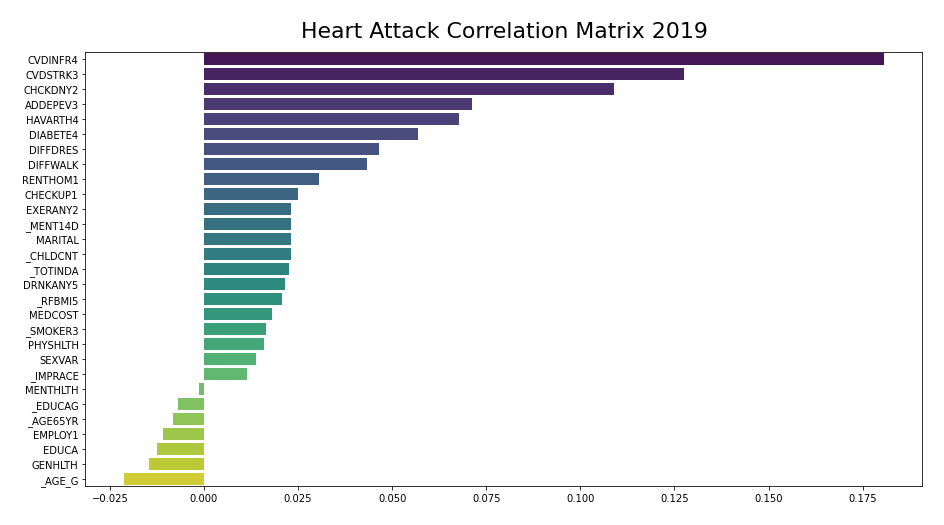 Heart Attack Correlation Matrix 2019
CVDINFR4
CVDSTRK3
CHCKDNY2
ADDEPEV3
HAVARTH4
DIABETE4
DIFFDRES
DIFFWALK
RENTHOM1
CHECKUP1
EXERANY2
_MENT14D
MARITAL
_CHLDCNT
_TOTINDA
DRNKANY5
_RFBMI5
MEDCOST
_SMOKER3
PHYSHLTH
SEXVAR
_IMPRACE
MENTHLTH
_EDUCAG
_AGE65YR
EMPLOY1
EDUCA
GENHLTH
_AGE_G
−0.025 0.000 0.025 0.050 0.075 0.100 0.125 0.150 0.175